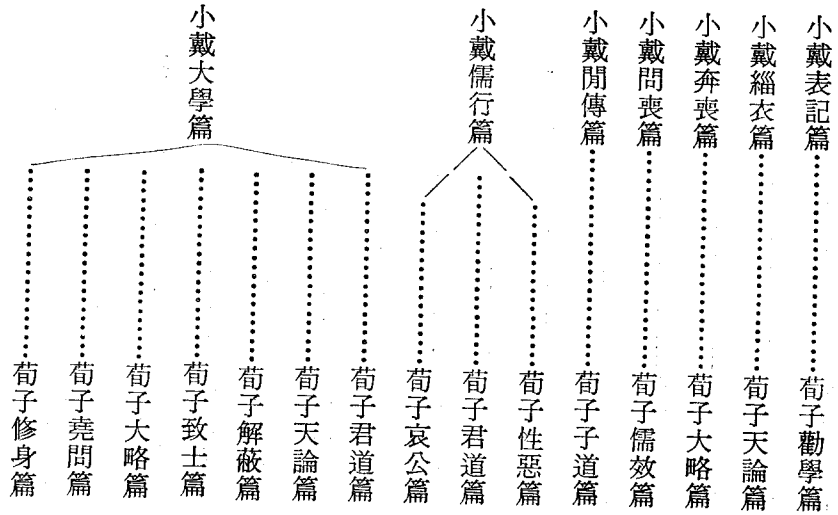 小戴表記篇
荀子勸學篇
小戴緇衣篇
荀子天論篇
小戴奔喪篇
荀子大略篇
小戴問喪篇
荀子儒效篇
小戴閒傳篇
荀子子道篇
小戴儒行篇
荀子性惡篇
荀子君道篇
荀子哀公篇
小戴大學篇
荀子君道篇
荀子天論篇
荀子解蔽篇
荀子致士篇
荀子大略篇
荀子堯問篇
荀子修身篇